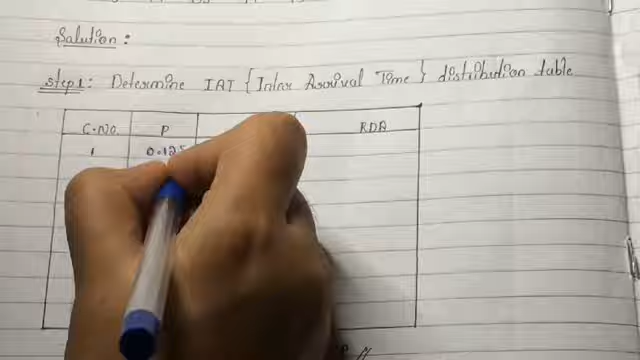 Solution:
Step1: Determine IAT {Inter Arrival Time} distribution table
C.NO P RDA
1 0.125